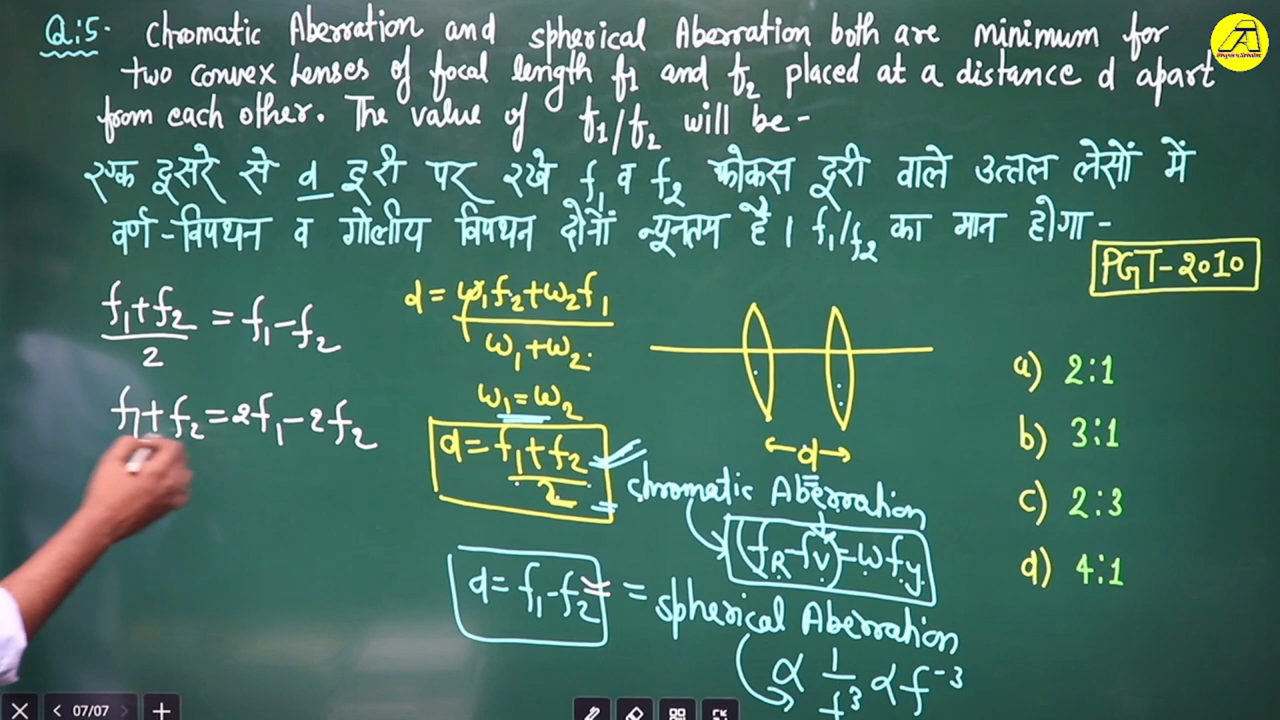 Q:5- Chromatic Aberration and spherical Aberration both are minimum for
two convex lenses of focal length f1 and f2 placed at a distance d apart
from each other. The value of f1/f2 will be -
एक दूसरे से d दूरी पर रखे f1 व f2 फोकस दूरी वाले उत्तल लेंसों में
वर्ण-विपथन व गोलीय विपथन दोनों न्यूनतम है। f1/f2 का मान होगा -
PGT-2010
f1+f2/2 = f1-f2
f1+f2 = 2f1-2f2
d = ω1f2+ω2f1
ω1+ω2
ω1=ω2
d = f1+f2
2
d
chromatic Aberration
(fR-fV)=ωfy
d = f1-f2 = spherical Aberration
∝ 1/f3 ∝ f-3
a) 2:1
b) 3:1
c) 2:3
d) 4:1
07/07